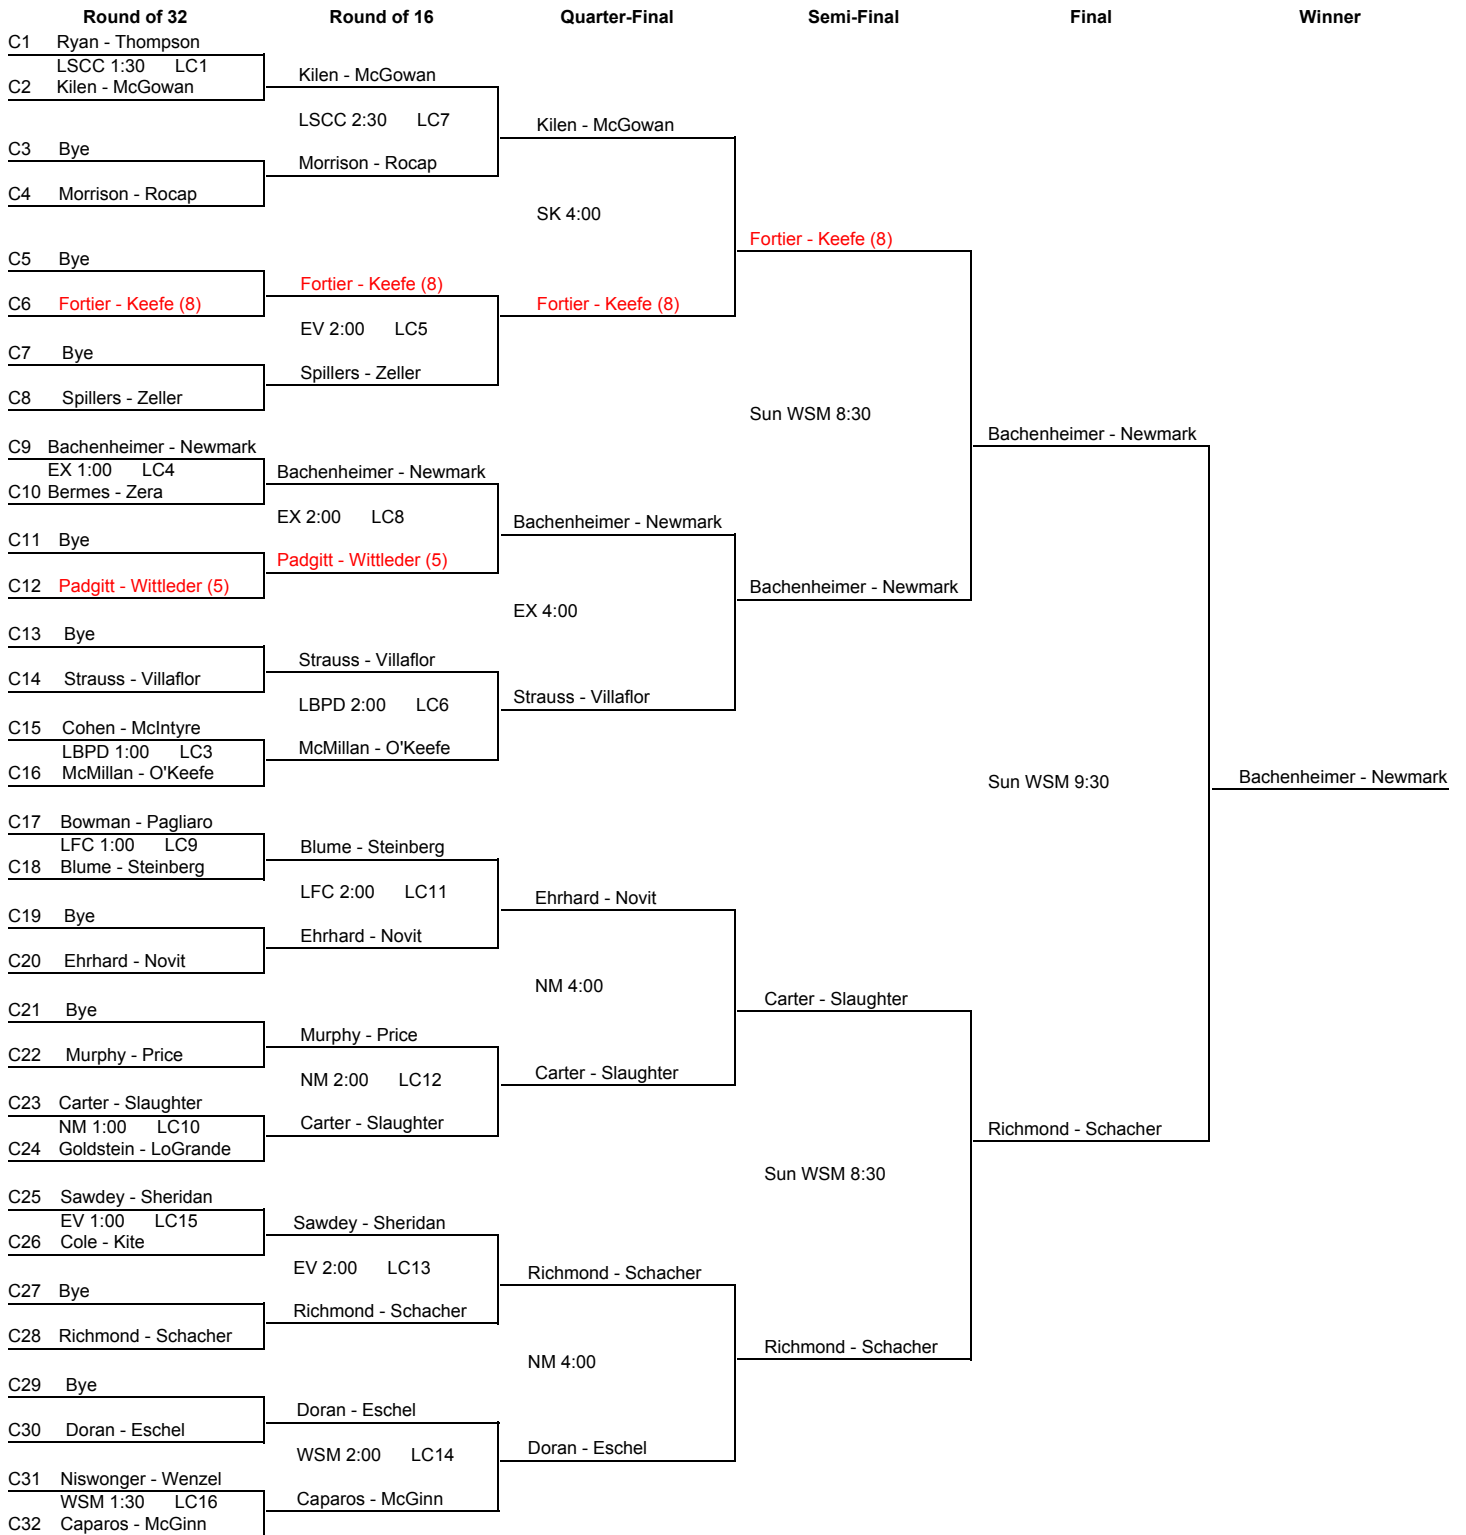 Round of 32 Round of 16 Quarter-Final Semi-Final Final Winner
C1 Ryan - Thompson
LSCC 1:30 LC1
C2 Kilen - McGowan
C3 Bye
C4 Morrison - Rocap
C5 Bye
C6 Fortier - Keefe (8)
C7 Bye
C8 Spillers - Zeller
C9 Bachenheimer - Newmark
EX 1:00 LC4
C10 Bermes - Zera
C11 Bye
C12 Padgitt - Wittleder (5)
C13 Bye
C14 Strauss - Villaflor
C15 Cohen - McIntyre
LBPD 1:00 LC3
C16 McMillan - O'Keefe
C17 Bowman - Pagliaro
LFC 1:00 LC9
C18 Blume - Steinberg
C19 Bye
C20 Ehrhard - Novit
C21 Bye
C22 Murphy - Price
C23 Carter - Slaughter
NM 1:00 LC10
C24 Goldstein - LoGrande
C25 Sawdey - Sheridan
EV 1:00 LC15
C26 Cole - Kite
C27 Bye
C28 Richmond - Schacher
C29 Bye
C30 Doran - Eschel
C31 Niswonger - Wenzel
WSM 1:30 LC16
C32 Caparos - McGinn
Kilen - McGowan
LSCC 2:30 LC7
Morrison - Rocap
Fortier - Keefe (8)
EV 2:00 LC5
Spillers - Zeller
Bachenheimer - Newmark
EX 2:00 LC8
Padgitt - Wittleder (5)
Strauss - Villaflor
LBPD 2:00 LC6
McMillan - O'Keefe
Blume - Steinberg
LFC 2:00 LC11
Ehrhard - Novit
Murphy - Price
NM 2:00 LC12
Carter - Slaughter
Sawdey - Sheridan
EV 2:00 LC13
Richmond - Schacher
Doran - Eschel
WSM 2:00 LC14
Caparos - McGinn
Kilen - McGowan
SK 4:00
Fortier - Keefe (8)
Bachenheimer - Newmark
EX 4:00
Strauss - Villaflor
Ehrhard - Novit
NM 4:00
Carter - Slaughter
Richmond - Schacher
NM 4:00
Doran - Eschel
Fortier - Keefe (8)
Sun WSM 8:30
Bachenheimer - Newmark
Carter - Slaughter
Sun WSM 8:30
Richmond - Schacher
Bachenheimer - Newmark
Sun WSM 9:30
Richmond - Schacher
Bachenheimer - Newmark